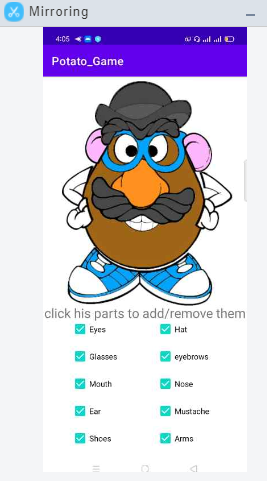 Mirroring
4:05
Potato_Game
click his parts to add/remove them
Eyes Hat
Glasses eyebrows
Mouth Nose
Ear Mustache
Shoes Arms